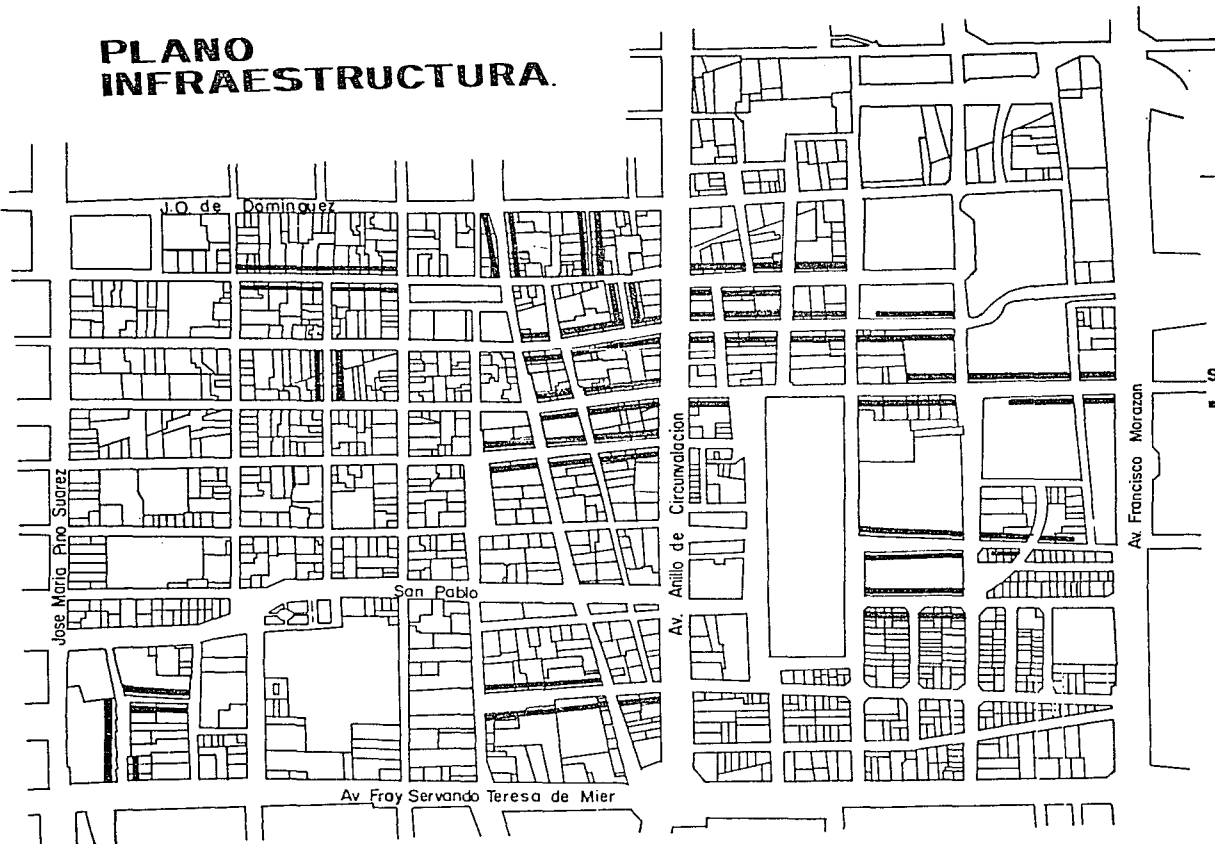 PLANO
INFRAESTRUCTURA.
J.O. de Dominguez
Jose Maria Pino Suarez
San Pablo
Av. Anillo de Circunvalacion
Av. Francisco Marazan
Av Fray Servando Teresa de Mier